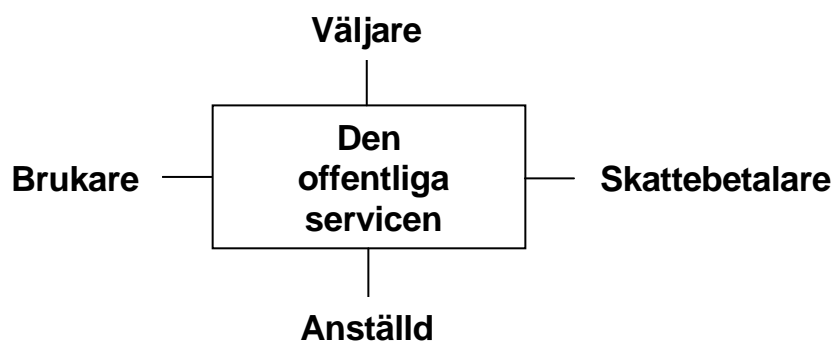 Väljare
Den
offentliga
servicen
Brukare
Skattebetalare
Anställd